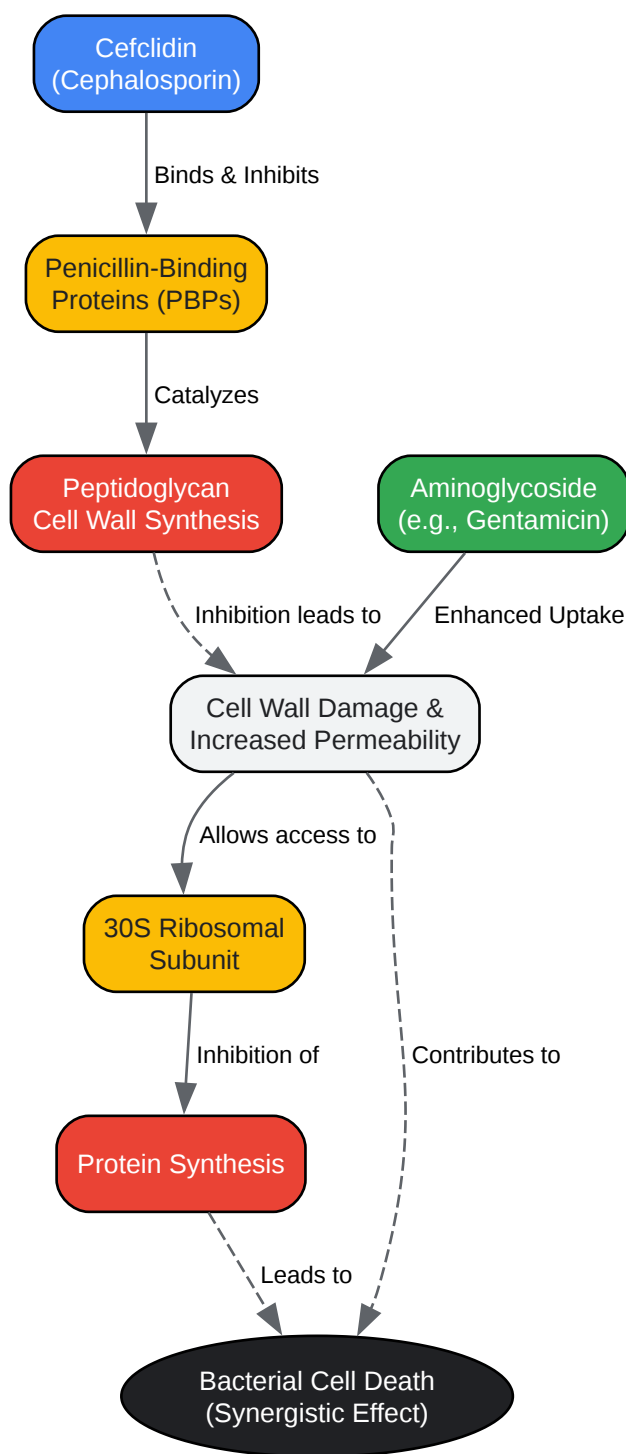 Cefclidin
(Cephalosporin)
Binds & Inhibits
Penicillin-Binding
Proteins (PBPs)
Catalyzes
Peptidoglycan
Cell Wall Synthesis
Aminoglycoside
(e.g., Gentamicin)
Inhibition leads to
Enhanced Uptake
Cell Wall Damage &
Increased Permeability
Allows access to
30S Ribosomal
Subunit
Inhibition of
Contributes to
Protein Synthesis
Leads to
Bacterial Cell Death
(Synergistic Effect)